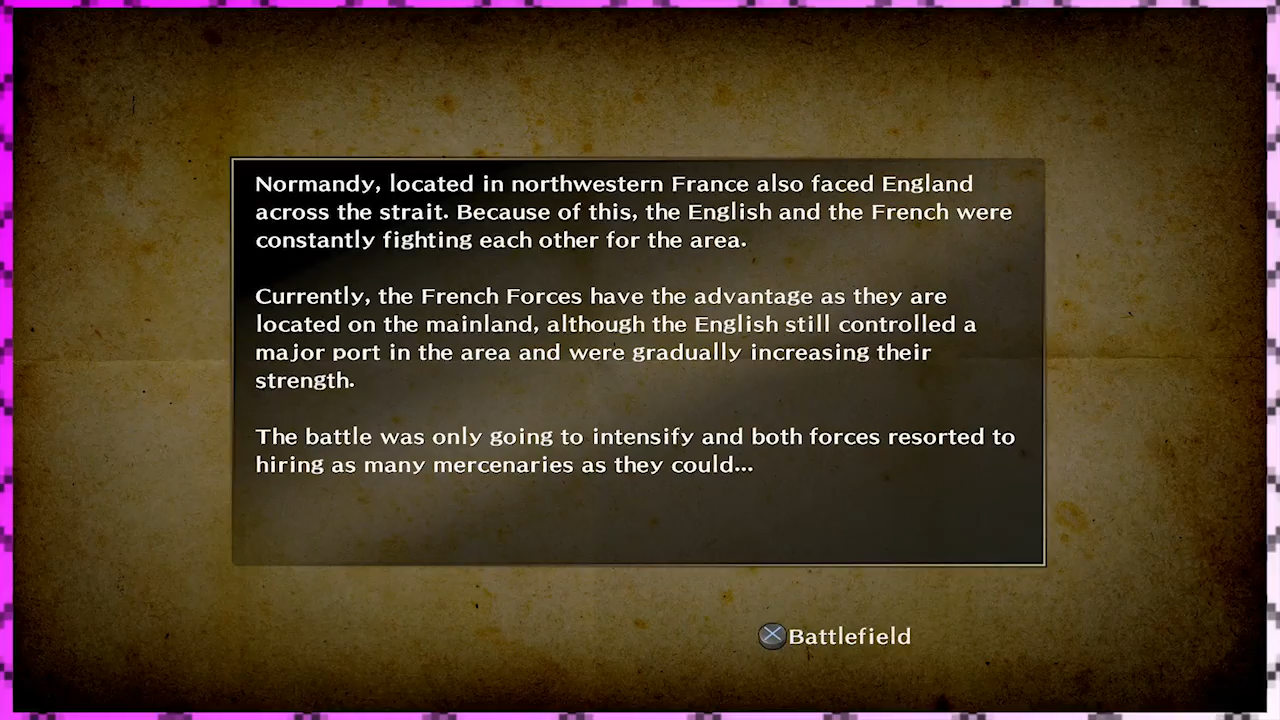 Normandy, located in northwestern France also faced England
across the strait. Because of this, the English and the French were
constantly fighting each other for the area.
Currently, the French Forces have the advantage as they are
located on the mainland, although the English still controlled a
major port in the area and were gradually increasing their
strength.
The battle was only going to intensify and both forces resorted to
hiring as many mercenaries as they could...
Battlefield